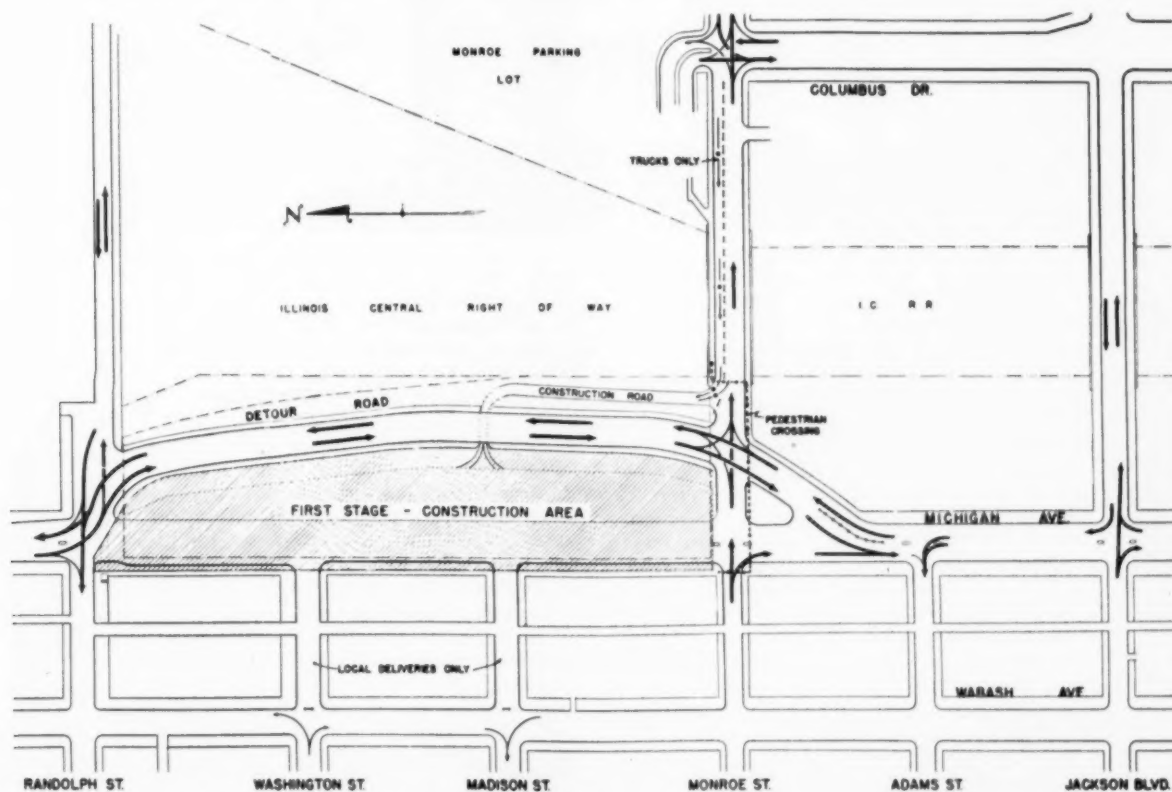 MONROE PARKING
LOT
COLUMBUS DR.
TRUCKS ONLY
N
ILLINOIS CENTRAL RIGHT OF WAY
I. C. R R
CONSTRUCTION ROAD
DETOUR ROAD
PEDESTRIAN
CROSSING
FIRST STAGE - CONSTRUCTION AREA
MICHIGAN AVE.
LOCAL DELIVERIES ONLY
WABASH AVE.
RANDOLPH ST.
WASHINGTON ST.
MADISON ST.
MONROE ST.
ADAMS ST.
JACKSON BLVD.